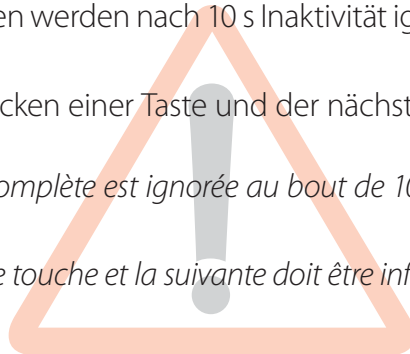 en werden nach 10 s Inaktivität ig
cken einer Taste und der nächst
omplète est ignorée au bout de 10
e touche et la suivante doit être inf